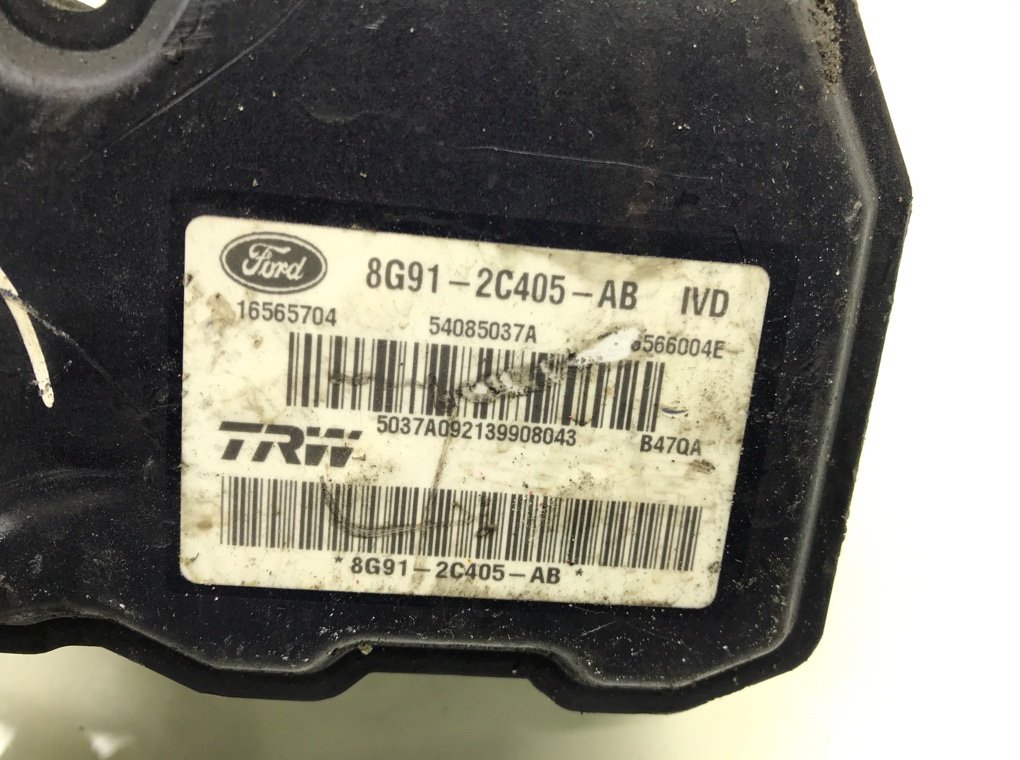 Ford 8G91-2C405-AB IVD
16565704 54085037A 566004E
5037A092139908043 B47QA
TRW
*8G91-2C405-AB*